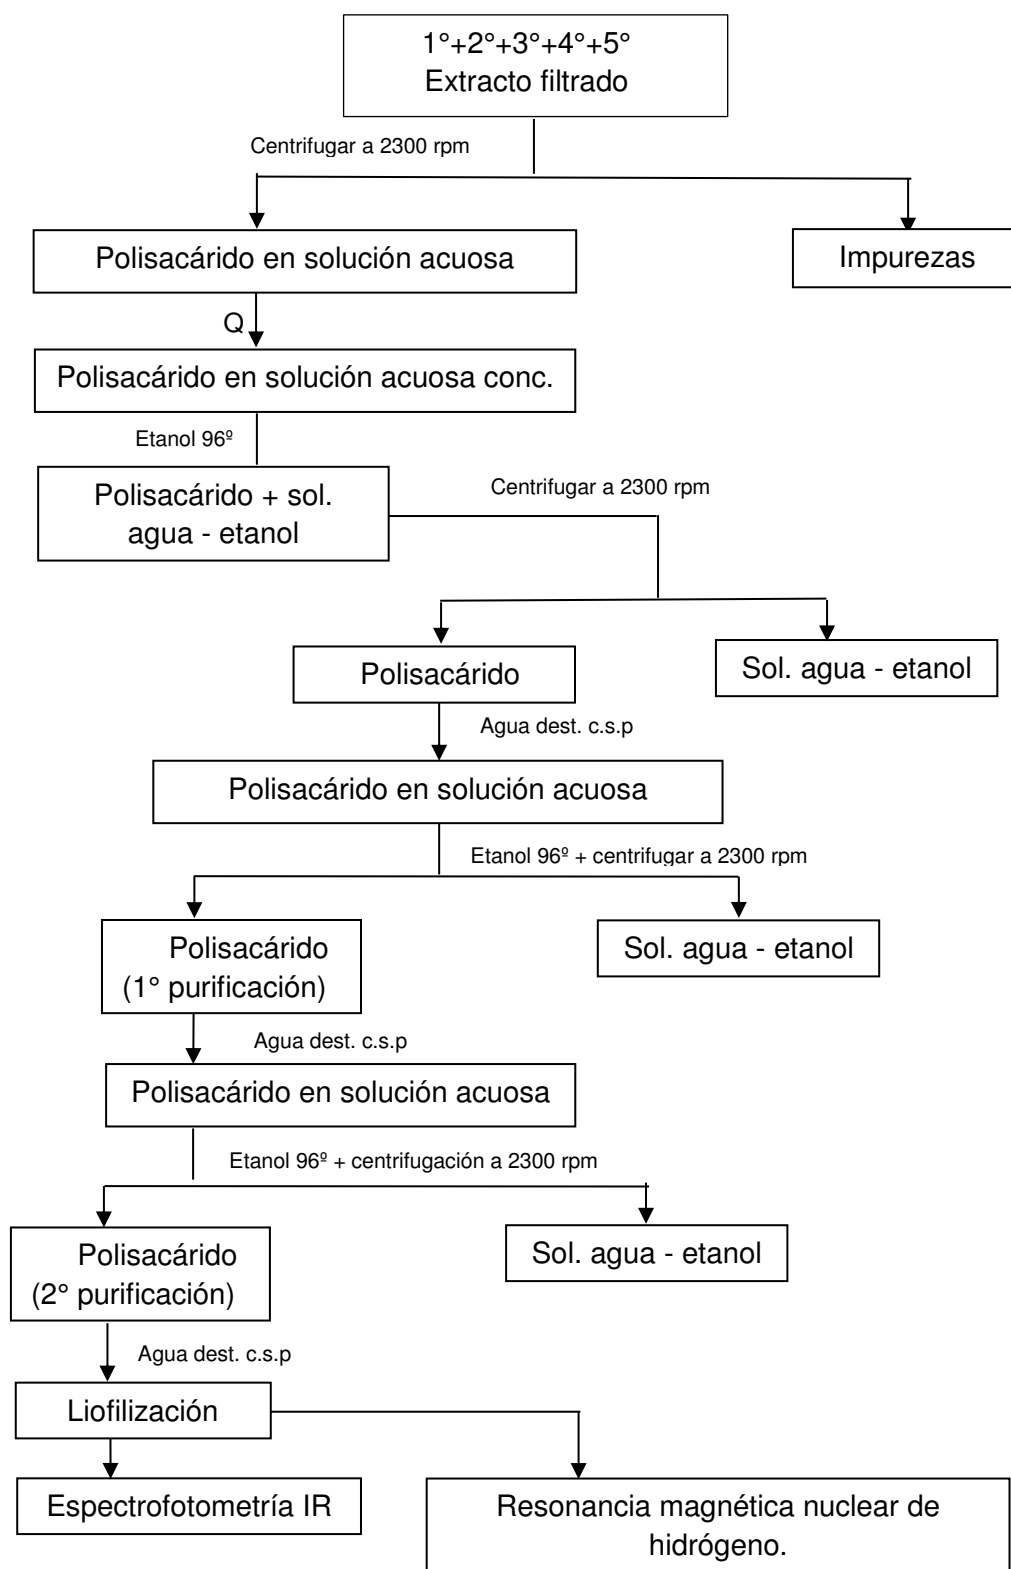 1°+2°+3°+4°+5°
Extracto filtrado
Centrifugar a 2300 rpm
Polisacárido en solución acuosa
Impurezas
Q
Polisacárido en solución acuosa conc.
Etanol 96º
Polisacárido + sol.
agua - etanol
Centrifugar a 2300 rpm
Polisacárido
Sol. agua - etanol
Agua dest. c.s.p
Polisacárido en solución acuosa
Etanol 96º + centrifugar a 2300 rpm
Polisacárido
(1° purificación)
Sol. agua - etanol
Agua dest. c.s.p
Polisacárido en solución acuosa
Etanol 96º + centrifugación a 2300 rpm
Polisacárido
(2° purificación)
Sol. agua - etanol
Agua dest. c.s.p
Liofilización
Espectrofotometría IR
Resonancia magnética nuclear de
hidrógeno.